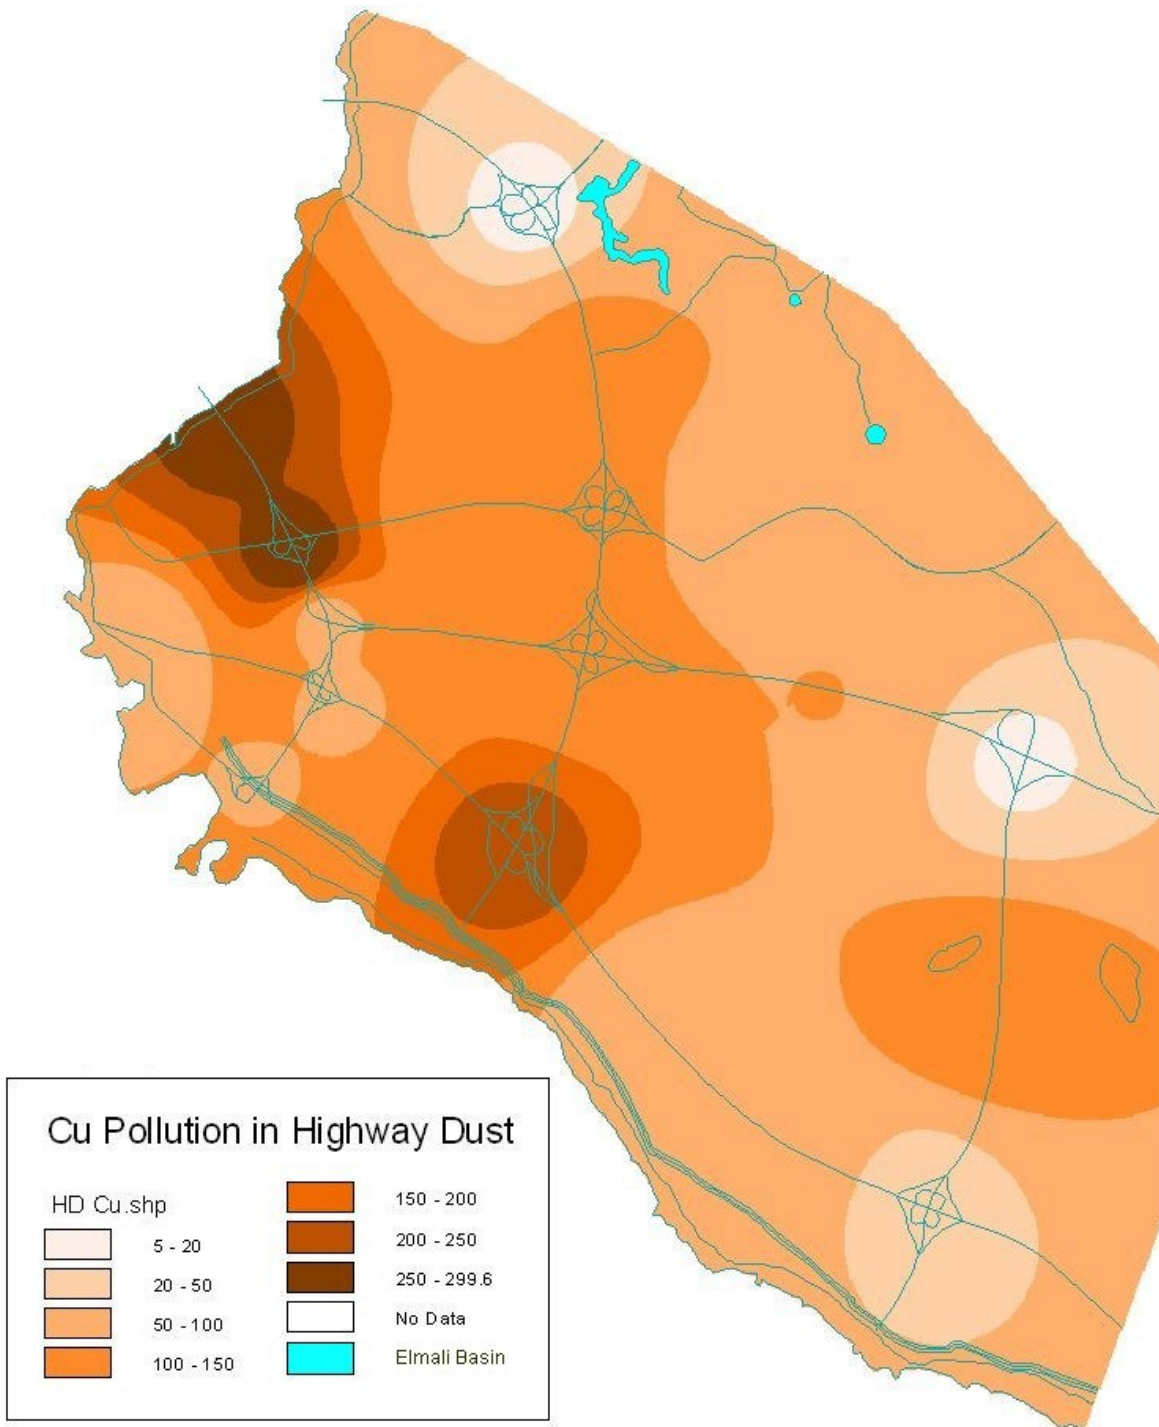 Cu Pollution in Highway Dust
HD Cu.shp
5 - 20
20 - 50
50 - 100
100 - 150
150 - 200
200 - 250
250 - 299.6
No Data
Elmali Basin